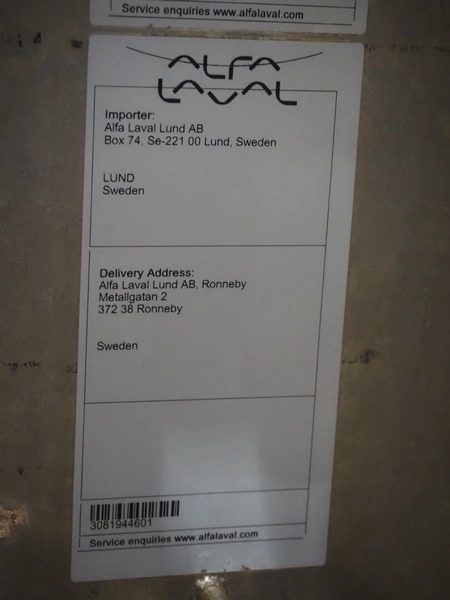 Service enquiries www.alfalaval.com
ALFA
LAVAL
Importer:
Alfa Laval Lund AB
Box 74, Se-221 00 Lund, Sweden
LUND
Sweden
Delivery Address:
Alfa Laval Lund AB, Ronneby
Metallgatan 2
372 38 Ronneby
Sweden
3081944601
Service enquiries www.alfalaval.com